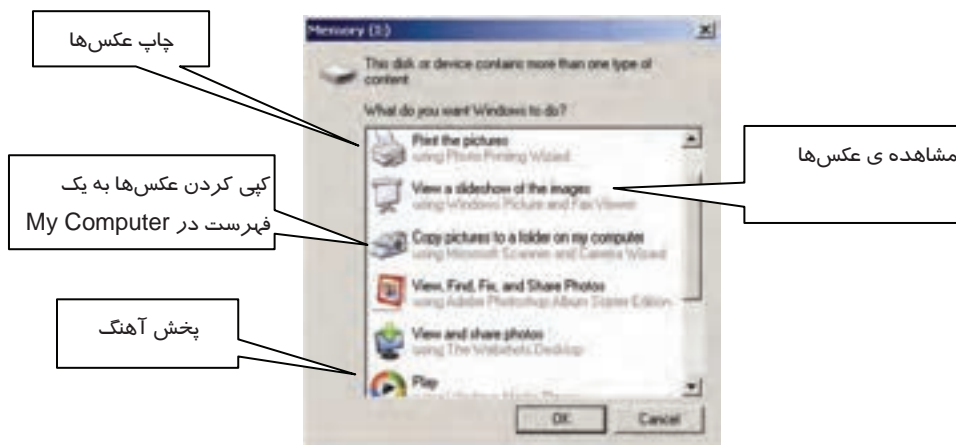 Memory (I:)
This disk or device contains more than one type of
content
What do you want Windows to do?
Print the pictures
using Photo Printing Wizard
View a slideshow of the images
using Windows Picture and Fax Viewer
Copy pictures to a folder on my computer
using Microsoft Scanner and Camera Wizard
View, Find, Fix, and Share Photos
using Adobe Photoshop Album Starter Edition
View and share photos
using The Webshots Desktop
Play
OK
Cancel
چاپ عکس‌ها
مشاهده ی عکس‌ها
کپی کردن عکس‌ها به یک
فهرست در My Computer
پخش آهنگ